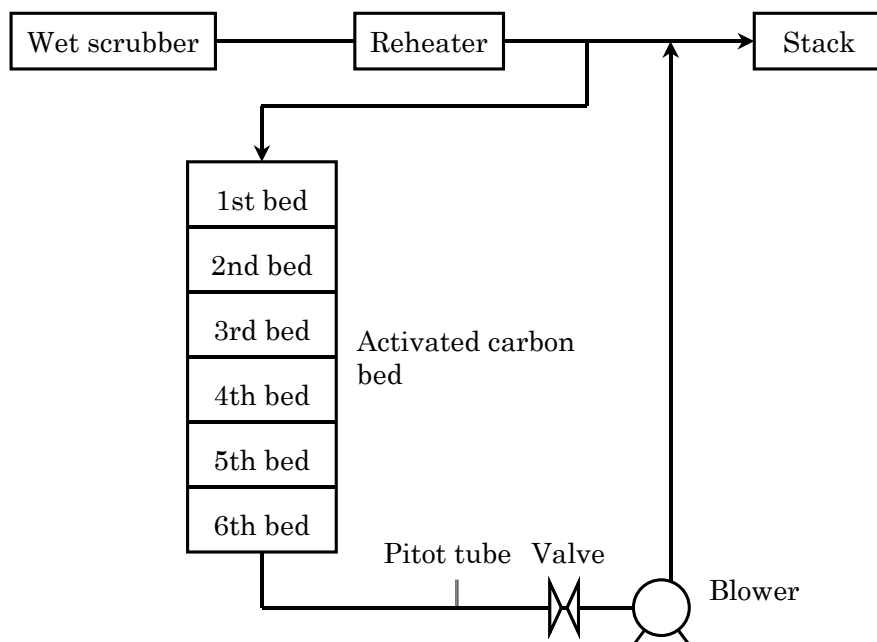 Wet scrubber
Reheater
Stack
1st bed
2nd bed
3rd bed
Activated carbon
bed
4th bed
5th bed
6th bed
Pitot tube
Valve
Blower